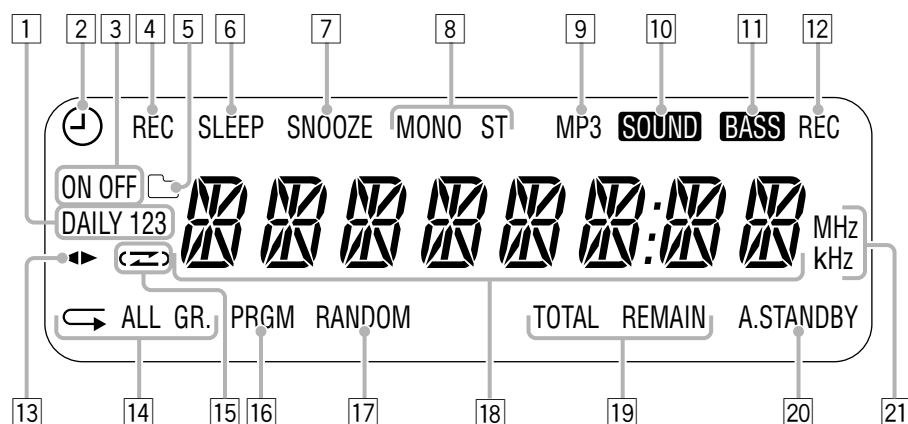 1 2 3 4 5 6 7 8 9 10 11 12
REC SLEEP SNOOZE MONO ST MP3 SOUND BASS REC
ON OFF
DAILY 123
MHz
kHz
ALL GR. PRGM RANDOM TOTAL REMAIN A.STANDBY
13 14 15 16 17 18 19 20 21